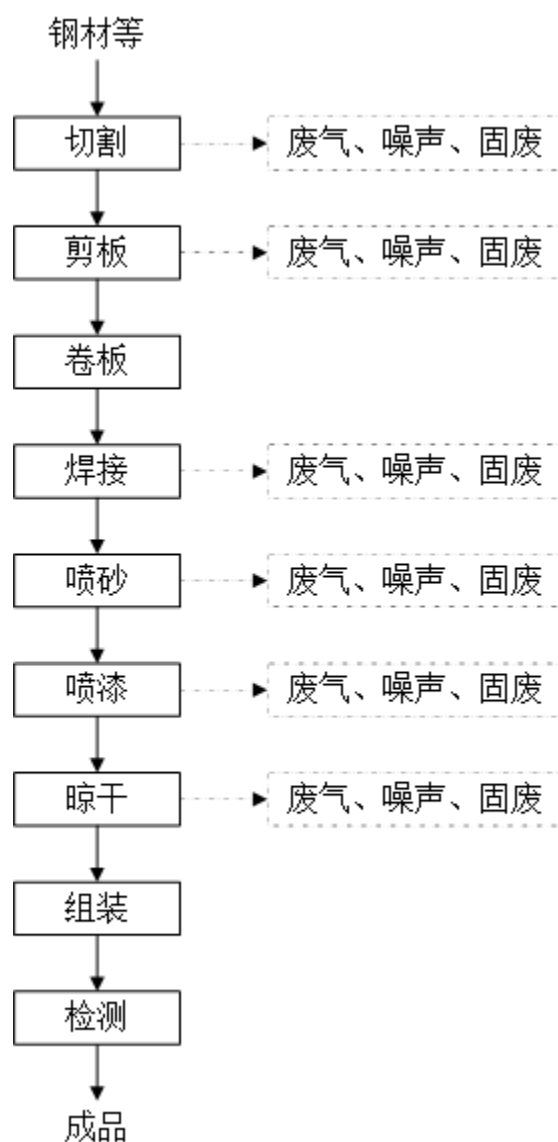 钢材等
切割
废气、噪声、固废
剪板
废气、噪声、固废
卷板
焊接
废气、噪声、固废
喷砂
废气、噪声、固废
喷漆
废气、噪声、固废
晾干
废气、噪声、固废
组装
检测
成品